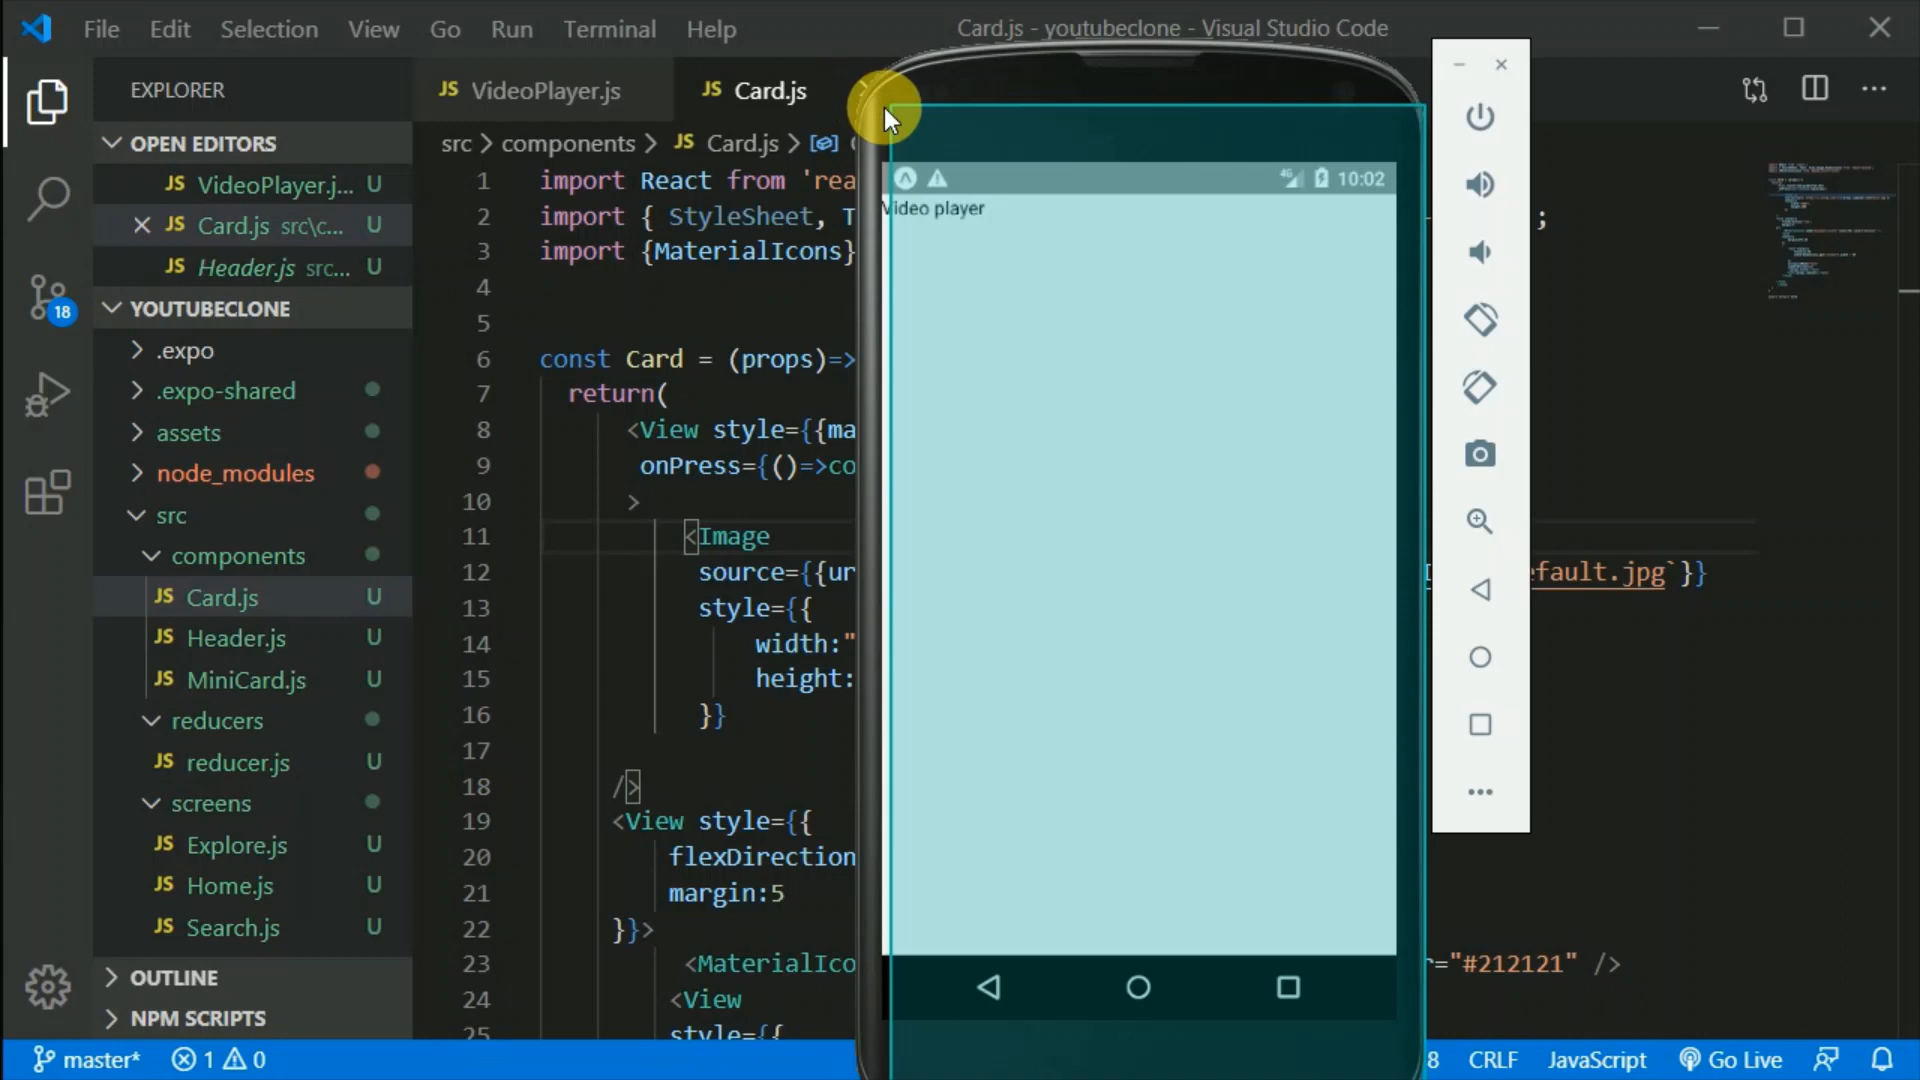 File Edit Selection View Go Run Terminal Help
Card.js - youtubeclone - Visual Studio Code
EXPLORER
OPEN EDITORS
JS VideoPlayer.j... U
JS Card.js src\c... U
JS Header.js src... U
YOUTUBECLONE
.expo
.expo-shared
assets
node_modules
src
components
JS Card.js U
JS Header.js U
JS MiniCard.js U
reducers
JS reducer.js U
screens
JS Explore.js U
JS Home.js U
JS Search.js U
OUTLINE
NPM SCRIPTS
18
JS VideoPlayer.js JS Card.js
src > components > JS Card.js >
1 import React from 'rea
2 import { StyleSheet, T ;
3 import {MaterialIcons}
4
5
6 const Card = (props)=>
7 return(
8 <View style={{ma
9 onPress={()=>co
10 >
11 <Image
12 source={{ur efault.jpg`}}
13 style={{
14 width:"
15 height:
16 }}
17
18 />
19 <View style={{
20 flexDirection
21 margin:5
22 }}>
23 <MaterialIco r="#212121" />
24 <View
25 style={{
4G 10:02
Video player
master* 1 0 8 CRLF JavaScript Go Live